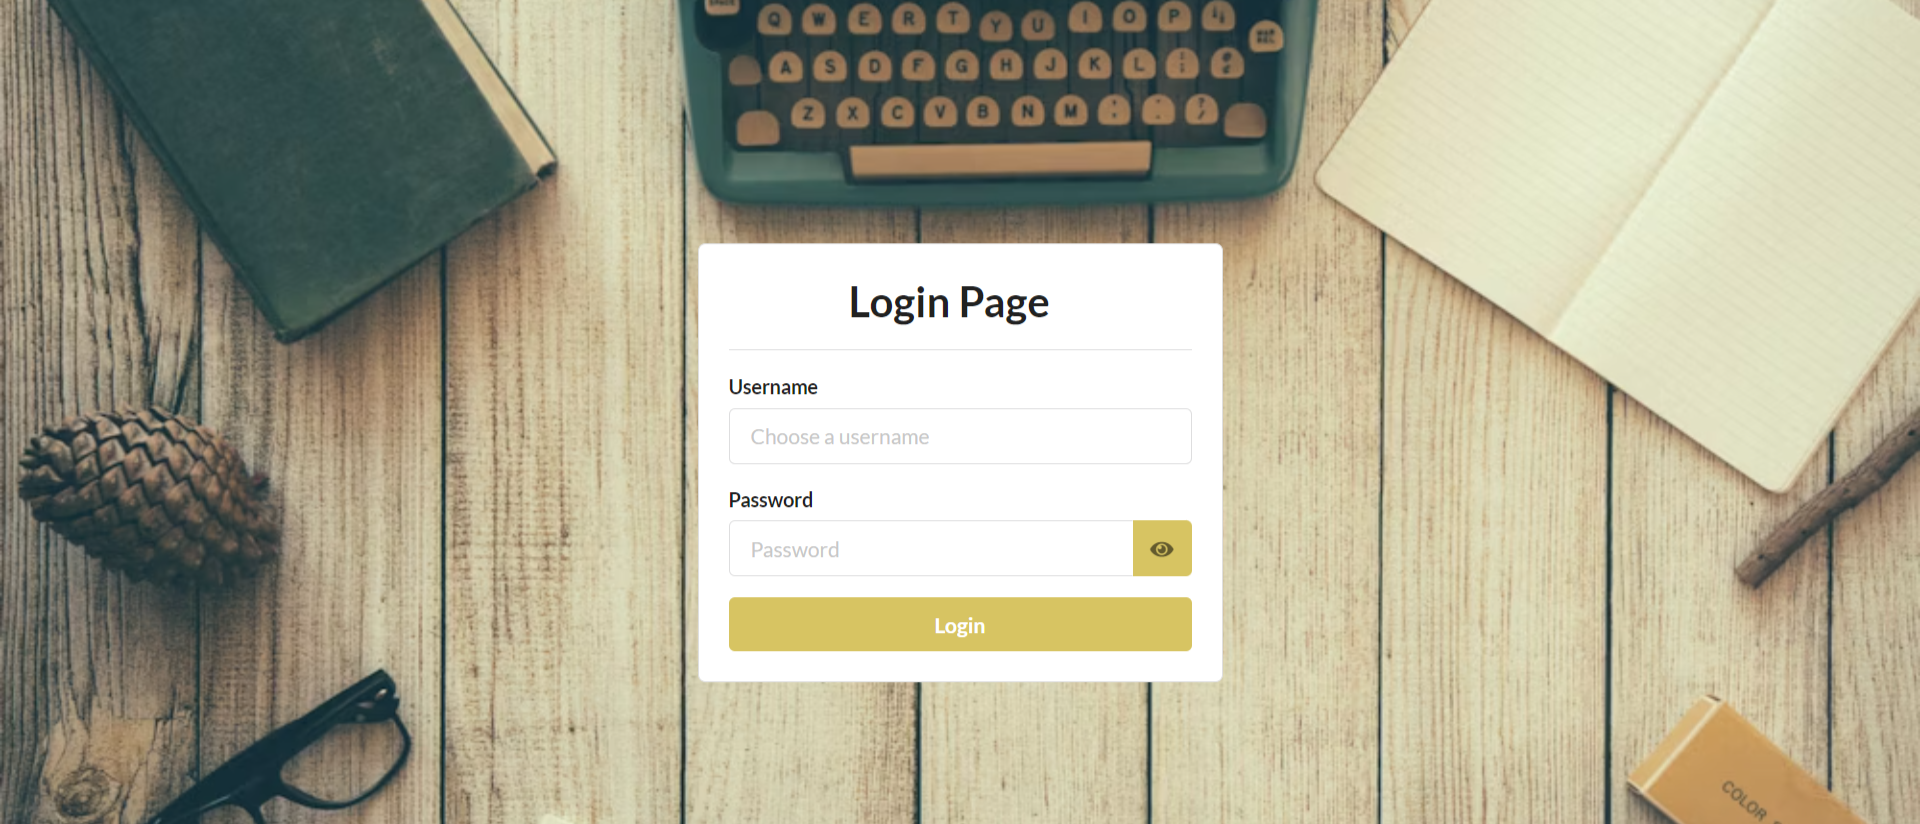 Q W E R T Y U I O P
A S D F G H J K L ;
Z X C V B N M
Login Page
Username
Choose a username
Password
Password
Login
COLOR